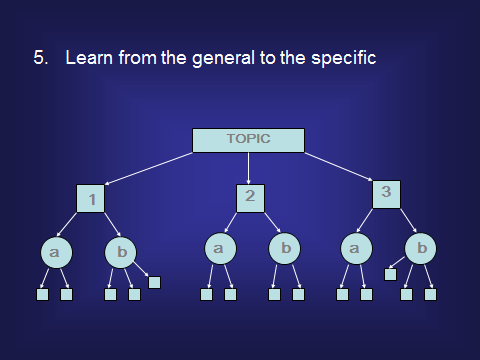 5. Learn from the general to the specific
TOPIC
1
2
3
a
b
a
b
a
b